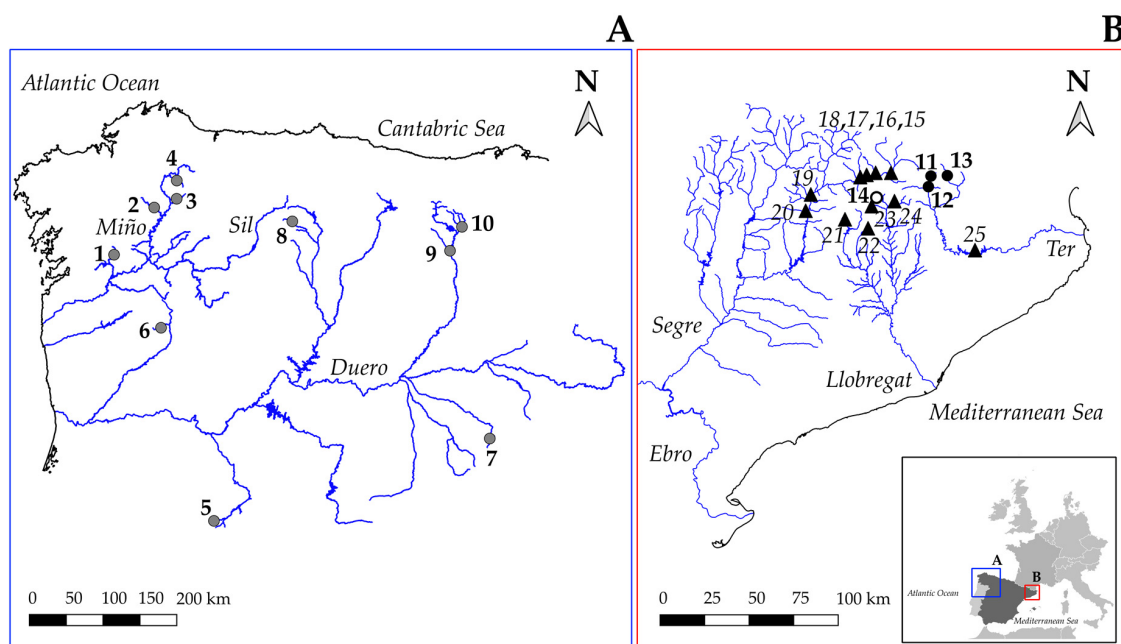 A
B
Atlantic Ocean
N
Cantabric Sea
4
3
2
Miño
Sil
1
8
10
9
6
Duero
7
5
0 50 100 150 200 km
N
18,17,16,15
11
13
19
14
12
20
21
23
24
22
25
Ter
Segre
Llobregat
Mediterranean Sea
Ebro
0 25 50 75 100 km
A
B
Atlantic Ocean
Mediterranean Sea